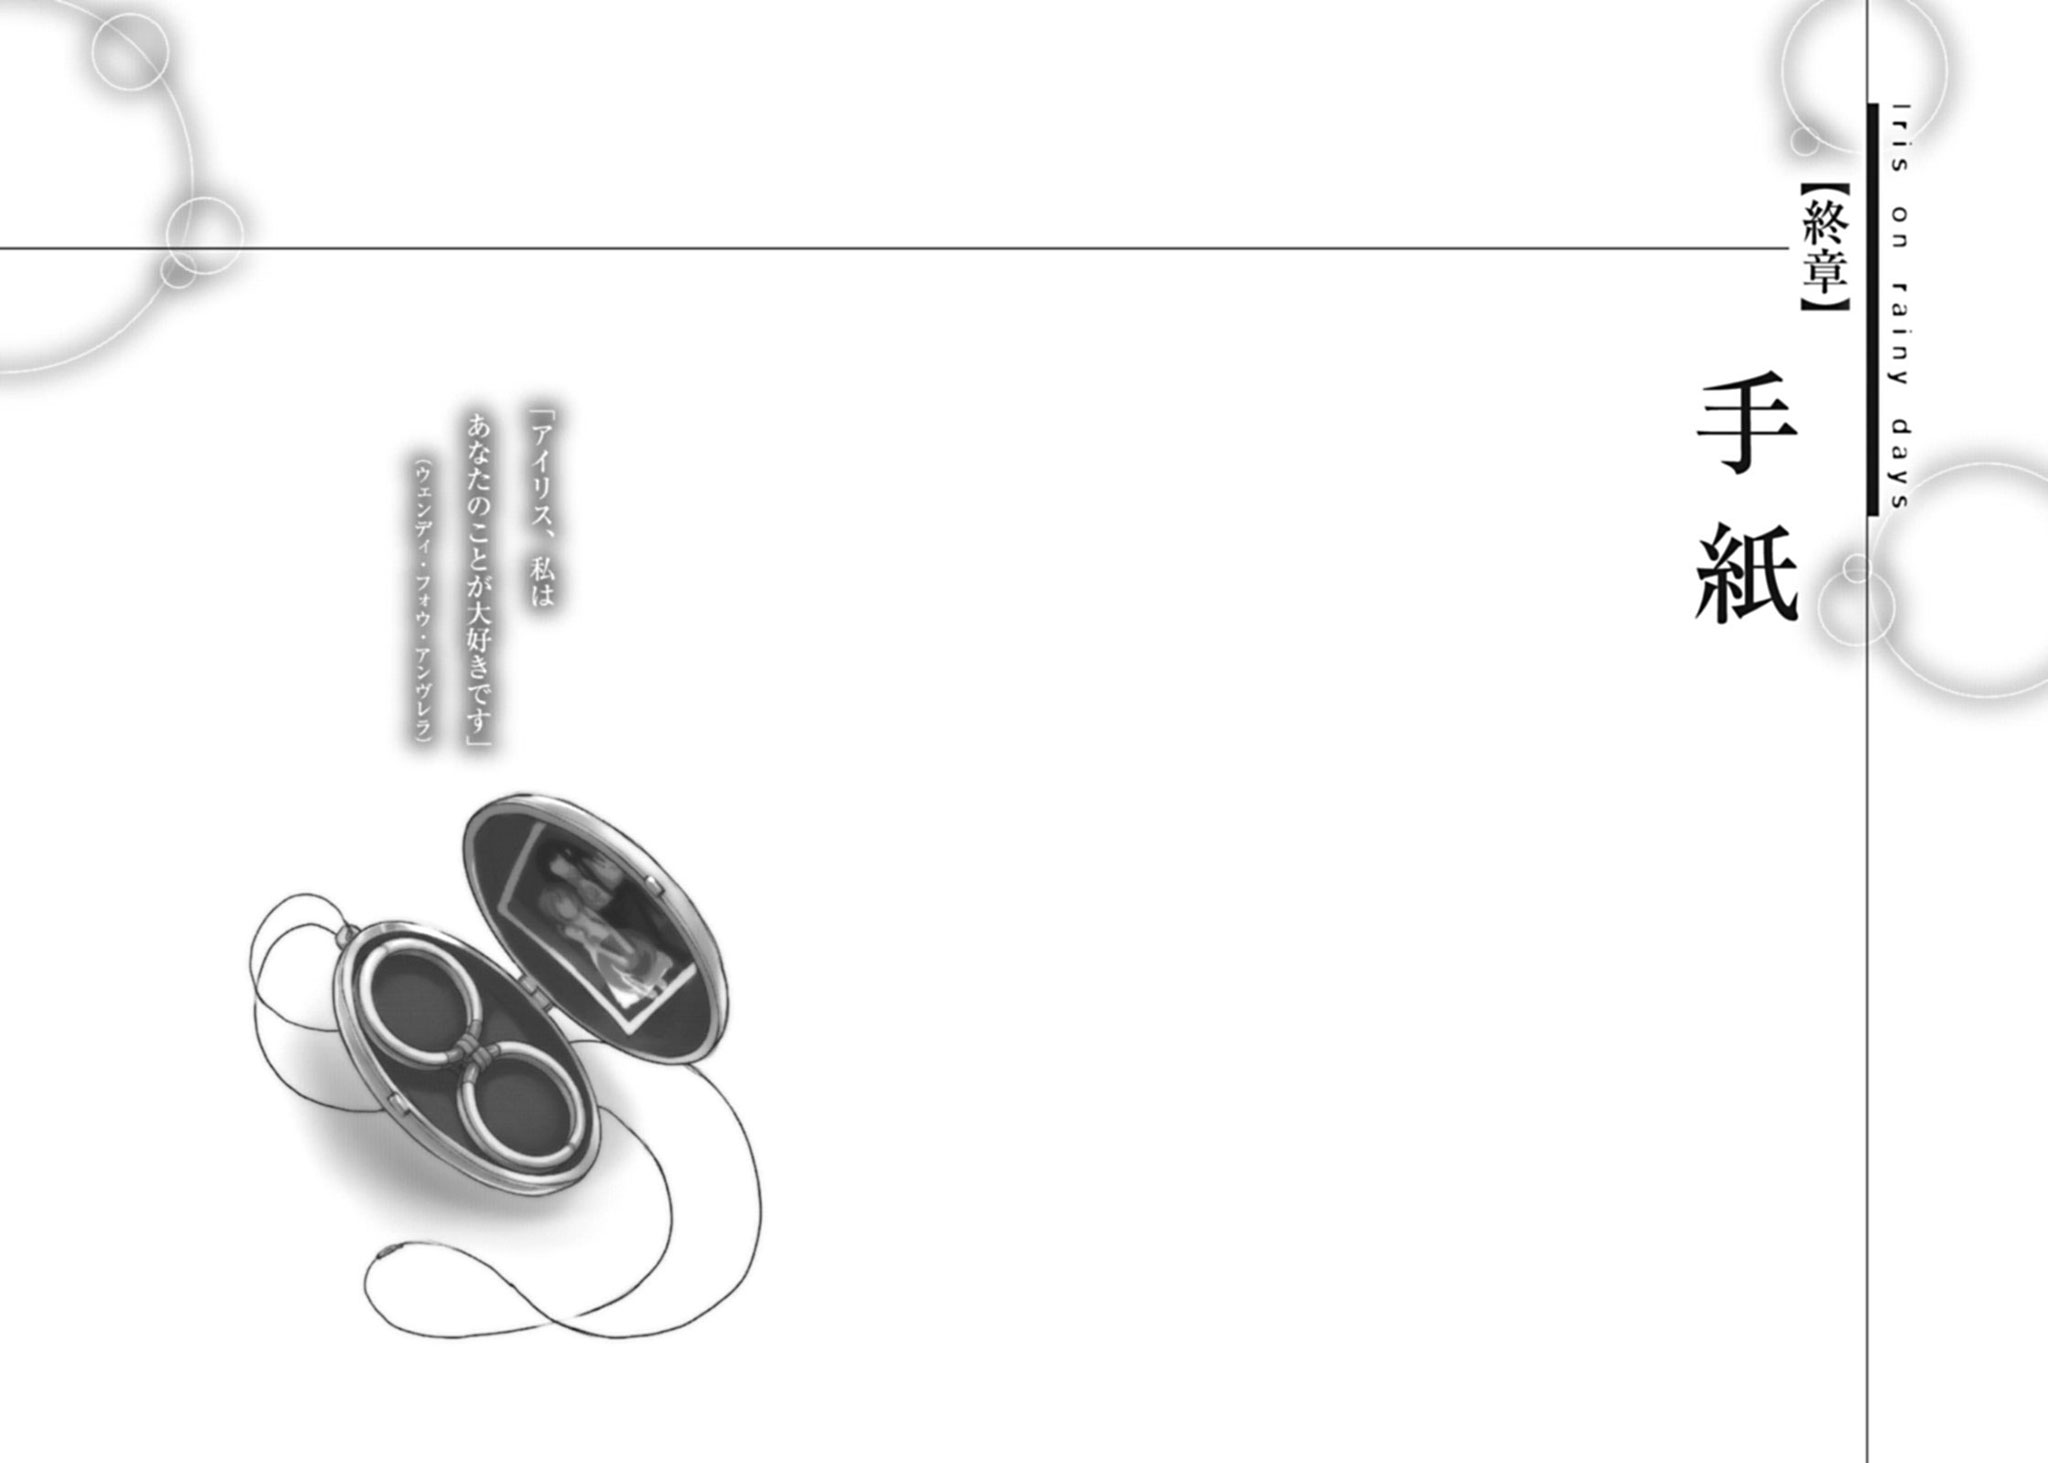 Iris on rainy days
【終章】
手紙
「アイリス、私は
あなたのことが大好きです」
（ウェンディ・フォウ・アンヴレラ）